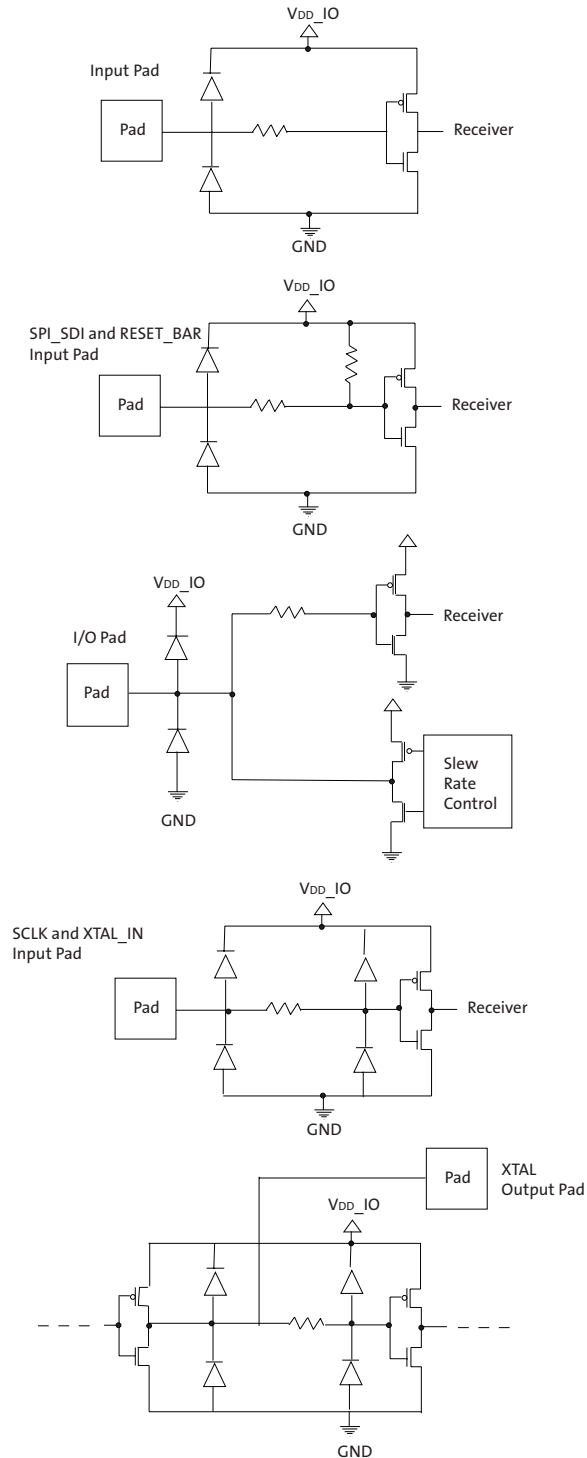 VDD_IO
Input Pad
Pad
Receiver
GND
VDD_IO
SPI_SDI and RESET_BAR
Input Pad
Pad
Receiver
GND
VDD_IO
I/O Pad
Receiver
Pad
Slew
Rate
Control
GND
VDD_IO
SCLK and XTAL_IN
Input Pad
Pad
Receiver
GND
Pad
XTAL
Output Pad
VDD_IO
GND